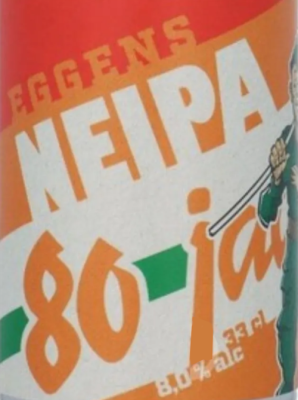 EGGENS
NEIPA
-80-ja
33 cl
8,0 % alc